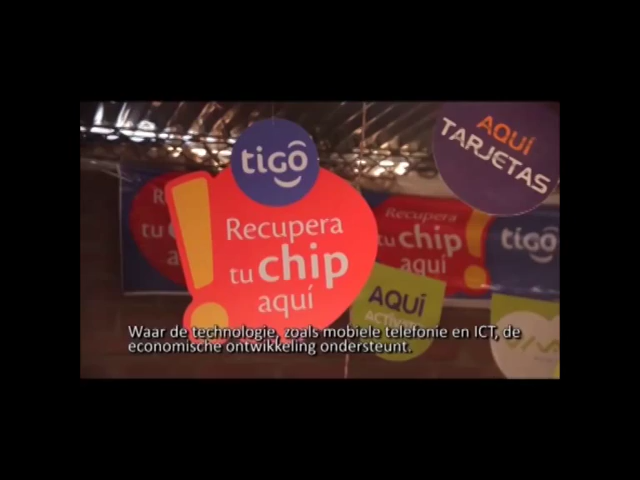 tiGO
Recupera
tu chip
aquí
AQUÍ
TARJETAS
Recupera
tu chip
aquí
tiGO
AQUÍ
Waar de technologie, zoals mobiele telefonie en ICT, de
economische ontwikkeling ondersteunt.